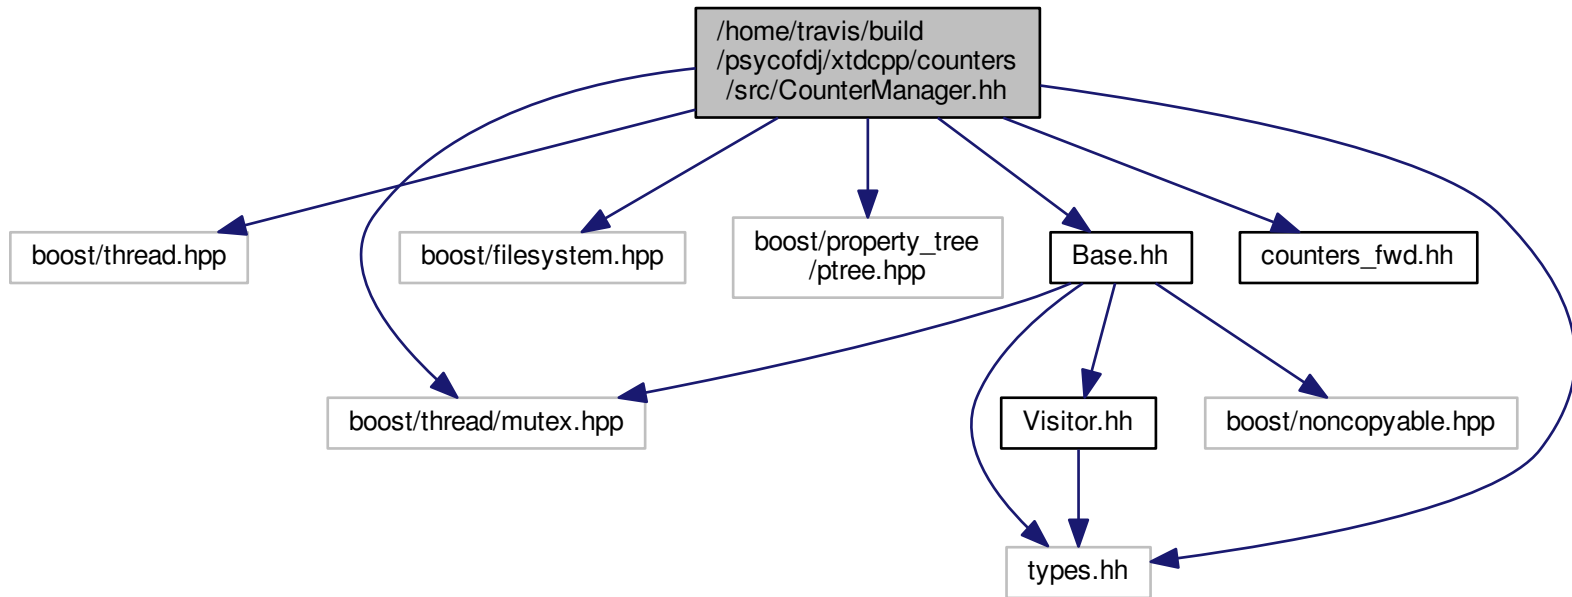 /home/travis/build
/psycofdj/xtdcpp/counters
/src/CounterManager.hh
boost/thread.hpp
boost/filesystem.hpp
boost/property_tree
/ptree.hpp
Base.hh
counters_fwd.hh
boost/thread/mutex.hpp
Visitor.hh
boost/noncopyable.hpp
types.hh